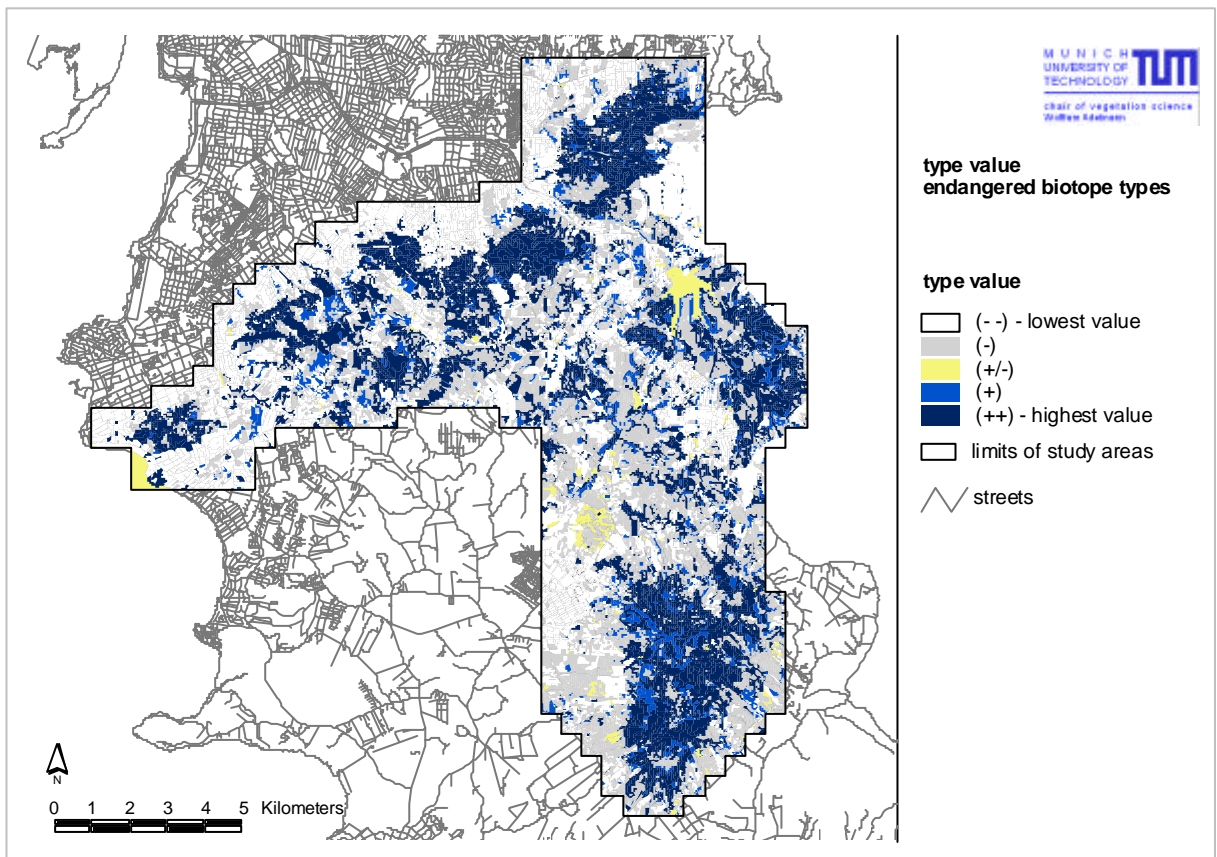 MUNICH
UNIVERSITY OF
TECHNOLOGY
TUM
chair of vegetation science
type value
endangered biotope types
type value
(- -) - lowest value
(-)
(+/-)
(+)
(++) - highest value
limits of study areas
streets
N
0 1 2 3 4 5 Kilometers